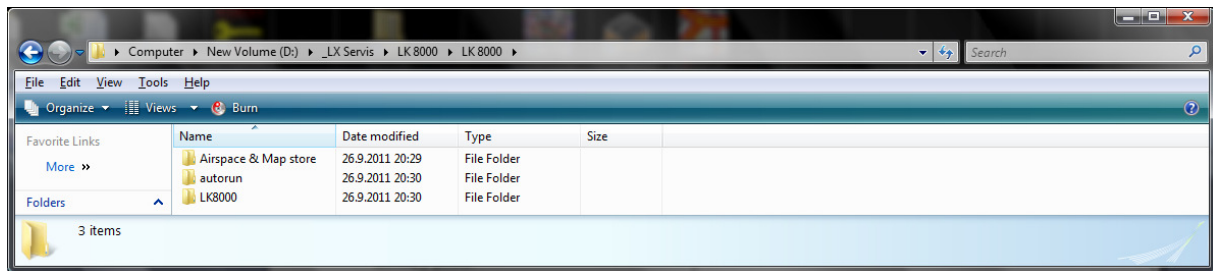 Computer ▸ New Volume (D:) ▸ _LX Servis ▸ LK 8000 ▸ LK 8000 ▸ Search
File Edit View Tools Help
Organize Views Burn
Favorite Links Name Date modified Type Size
More »
Airspace & Map store 26.9.2011 20:29 File Folder
autorun 26.9.2011 20:30 File Folder
Folders LK8000 26.9.2011 20:30 File Folder
3 items